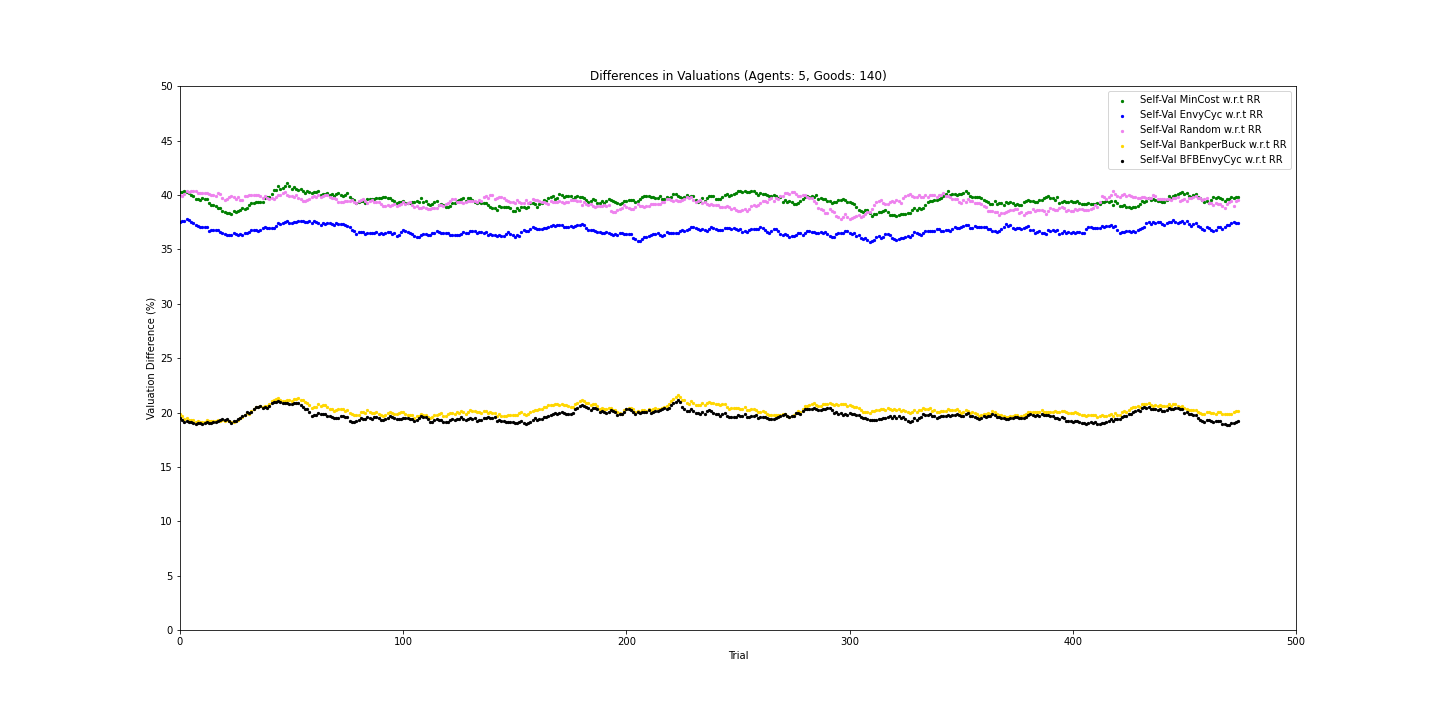 Differences in Valuations (Agents: 5, Goods: 140)
50
45
40
35
30
25
20
15
10
5
0
Valuation Difference (%)
Self-Val MinCost w.r.t RR
Self-Val EnvyCyc w.r.t RR
Self-Val Random w.r.t RR
Self-Val BankperBuck w.r.t RR
Self-Val BFBEnvyCyc w.r.t RR
0 100 200 300 400 500
Trial